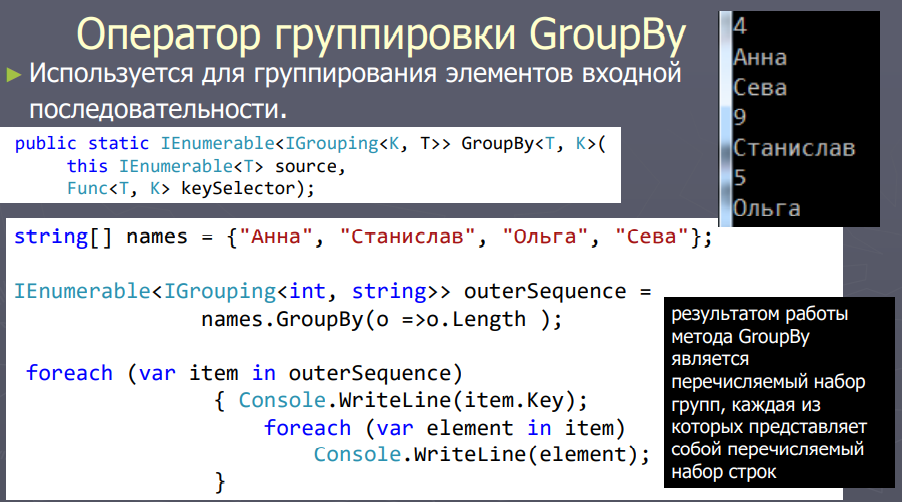 Оператор группировки GroupBy
Используется для группирования элементов входной
последовательности.
public static IEnumerable<IGrouping<K, T>> GroupBy<T, K>(
this IEnumerable<T> source,
Func<T, K> keySelector);
4
Анна
Сева
9
Станислав
5
Ольга
string[] names = {"Анна", "Станислав", "Ольга", "Сева"};
IEnumerable<IGrouping<int, string>> outerSequence =
names.GroupBy(o =>o.Length );
foreach (var item in outerSequence)
{ Console.WriteLine(item.Key);
foreach (var element in item)
Console.WriteLine(element);
}
результатом работы
метода GroupBy
является
перечисляемый набор
групп, каждая из
которых представляет
собой перечисляемый
набор строк